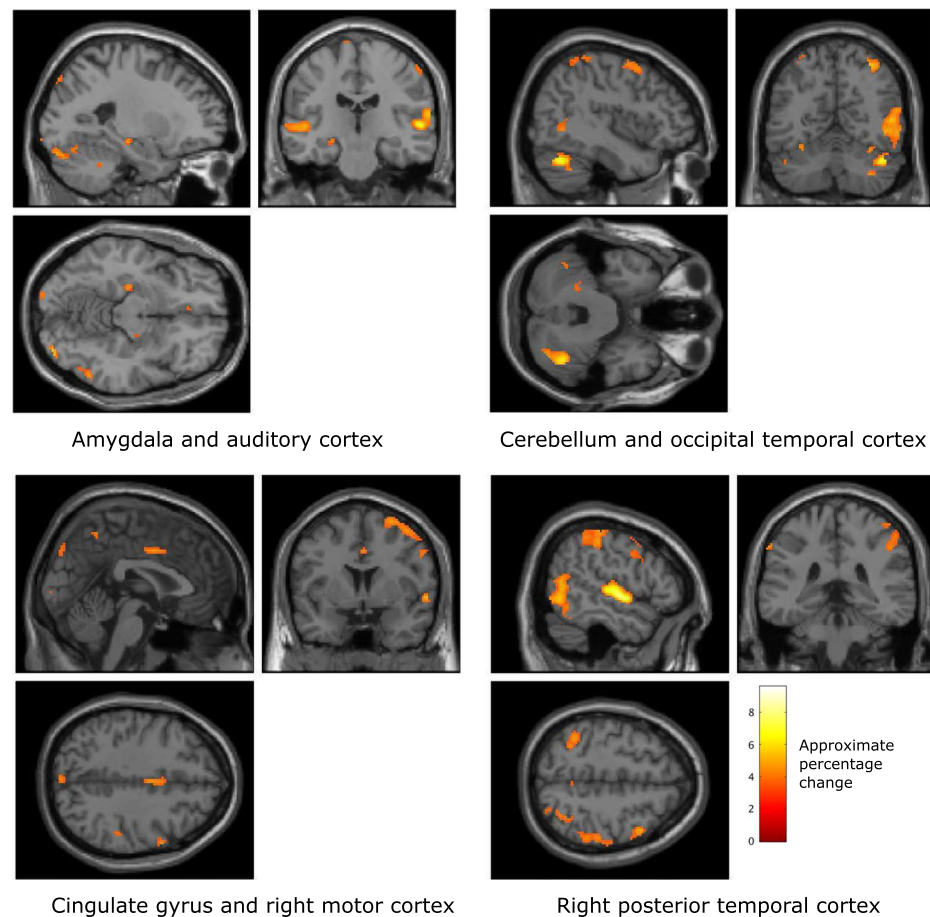 Amygdala and auditory cortex
Cerebellum and occipital temporal cortex
8
6
4
2
0
Approximate
percentage
change
Cingulate gyrus and right motor cortex
Right posterior temporal cortex